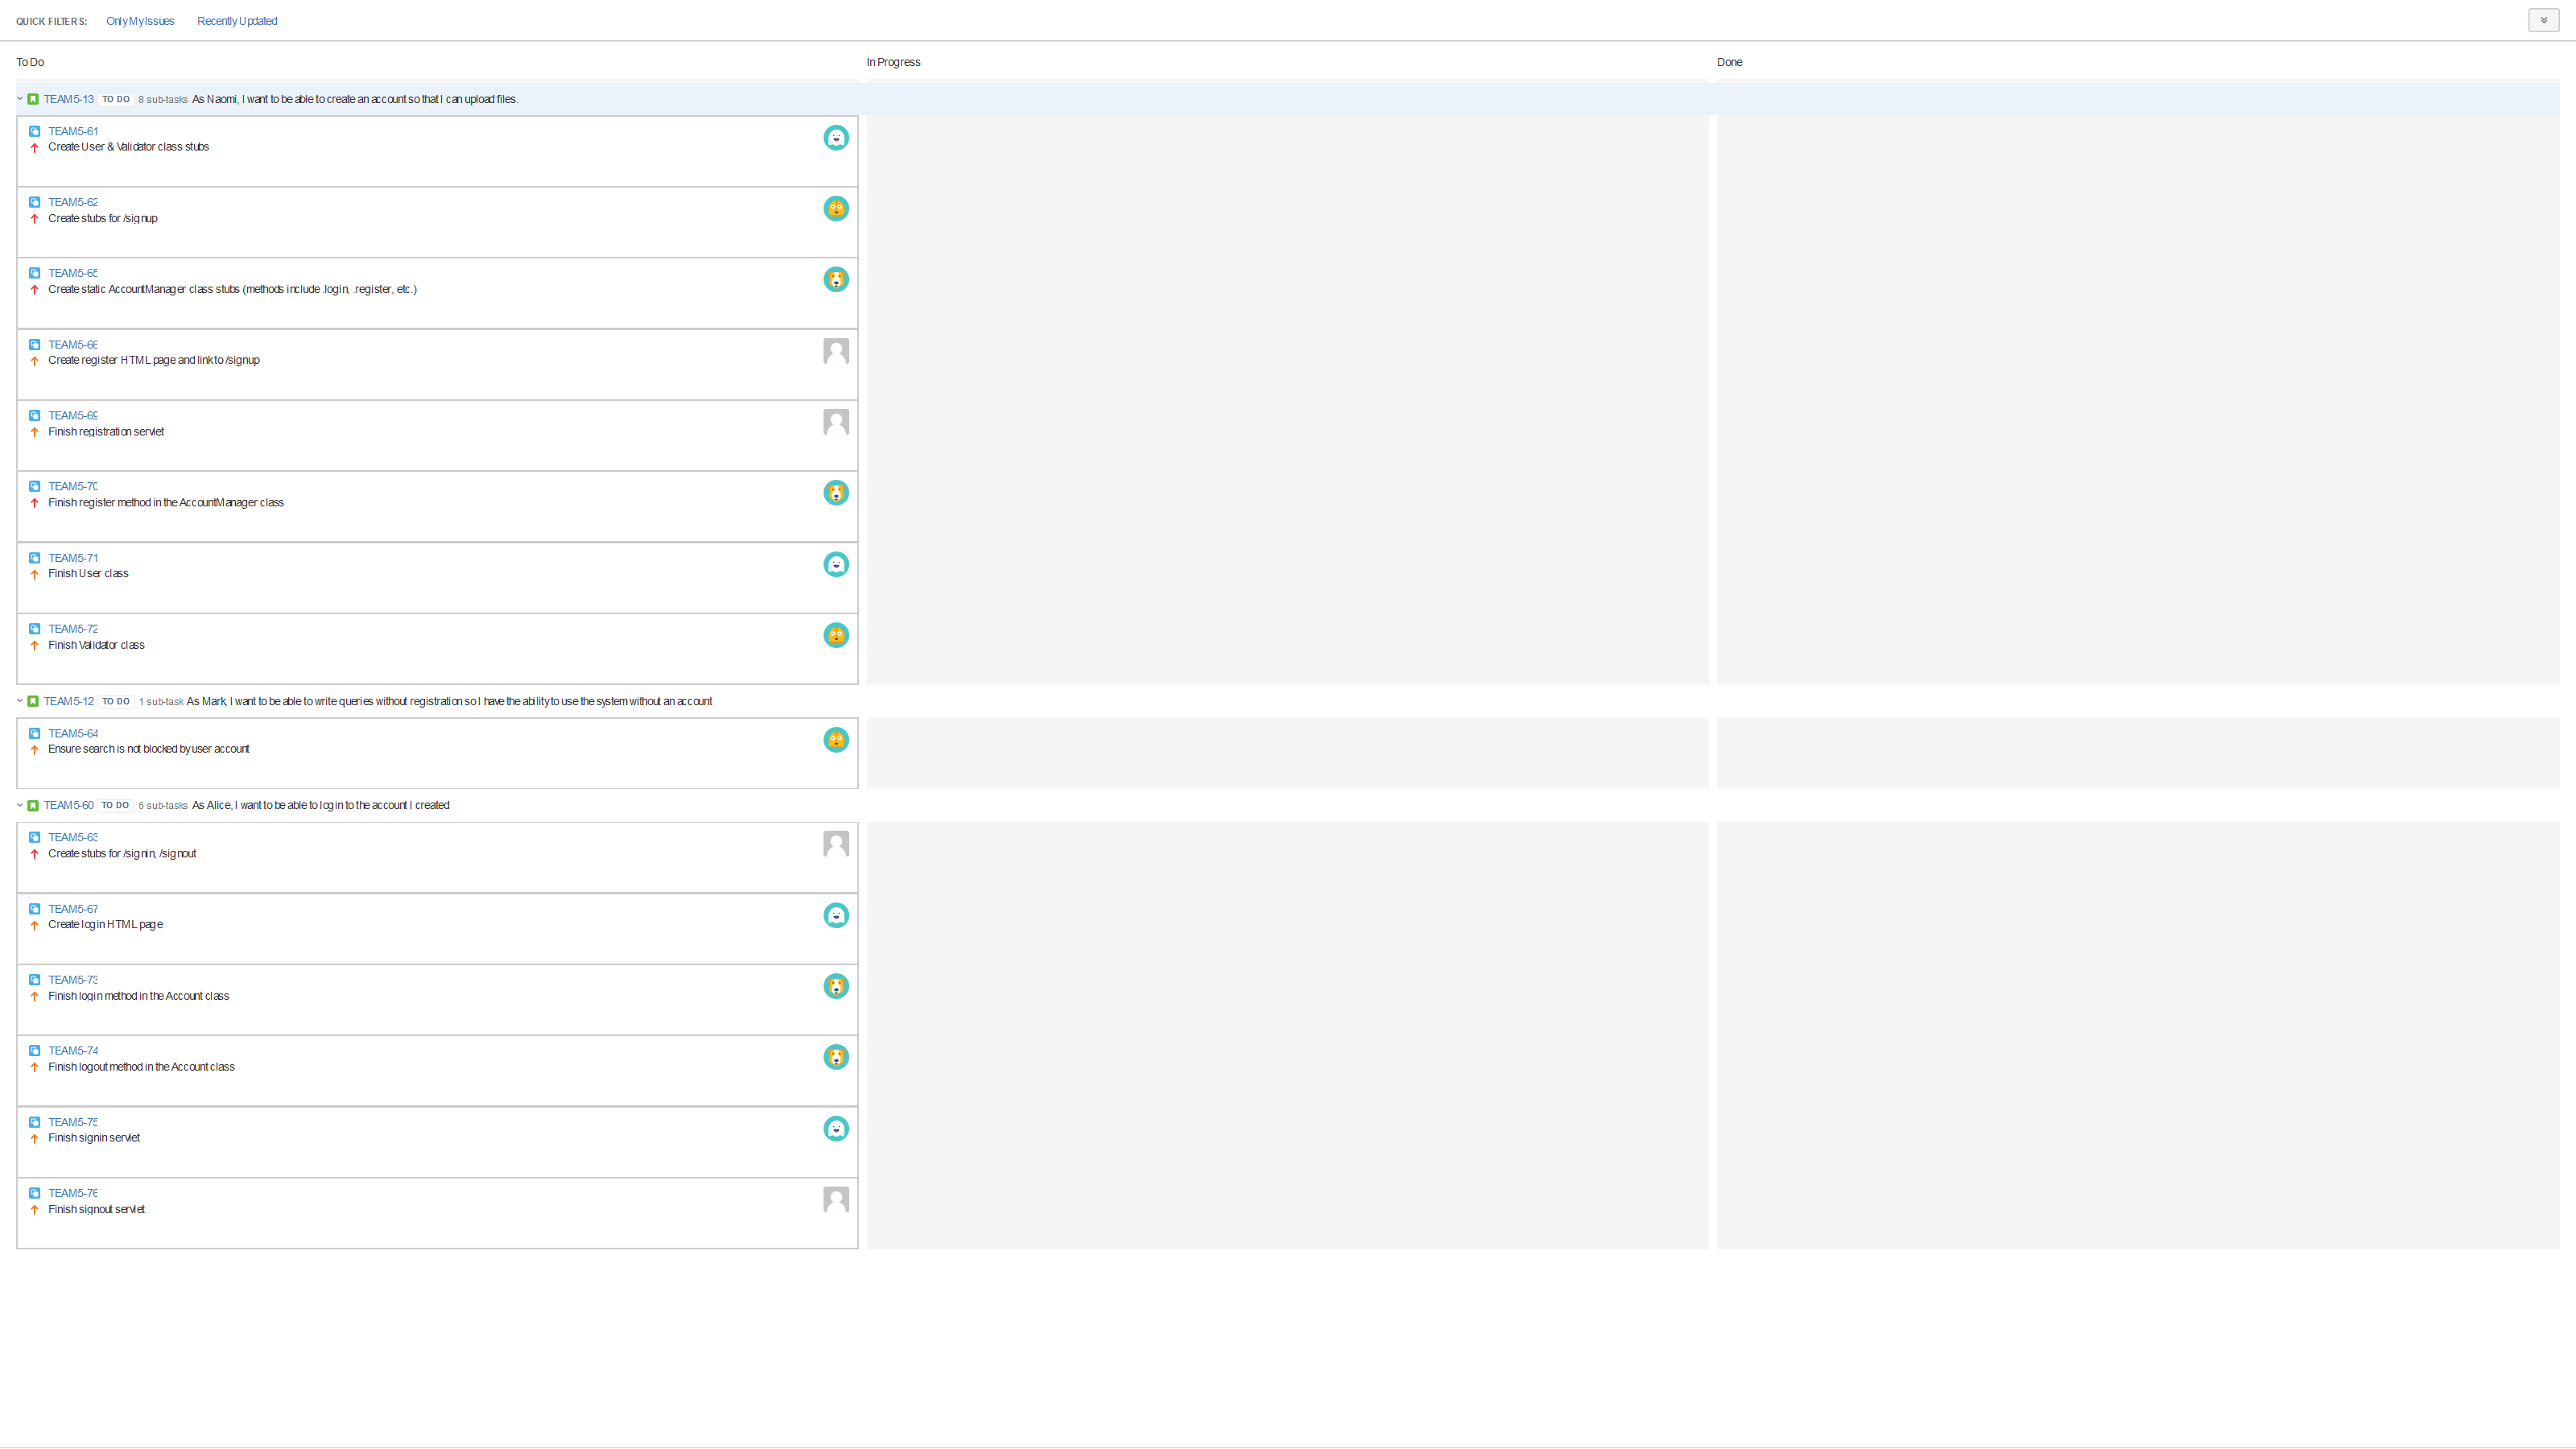 QUICK FILTERS: Only My Issues Recently Updated
To Do In Progress Done
TEAM5-13 TO DO 8 sub-tasks As Naomi, I want to be able to create an account so that I can upload files.
TEAM5-61
Create User & Validator class stubs
TEAM5-62
Create stubs for /signup
TEAM5-65
Create static AccountManager class stubs (methods include .login, .register, etc.)
TEAM5-66
Create register HTML page and link to /signup
TEAM5-69
Finish registration servlet
TEAM5-70
Finish register method in the AccountManager class
TEAM5-71
Finish User class
TEAM5-72
Finish Validator class
TEAM5-12 TO DO 1 sub-task As Mark, I want to be able to write queries without registration so I have the ability to use the system without an account
TEAM5-64
Ensure search is not blocked by user account
TEAM5-60 TO DO 6 sub-tasks As Alice, I want to be able to log in to the account I created
TEAM5-63
Create stubs for /signin, /signout
TEAM5-67
Create login HTML page
TEAM5-73
Finish login method in the Account class
TEAM5-74
Finish logout method in the Account class
TEAM5-75
Finish signin servlet
TEAM5-76
Finish signout servlet